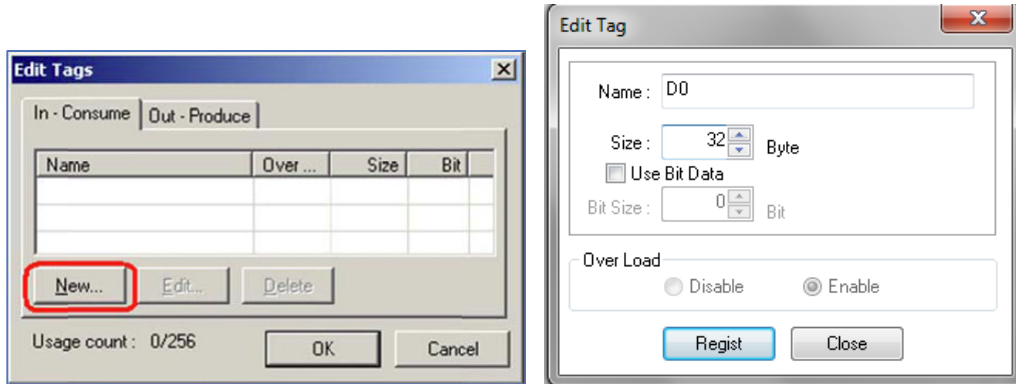 Edit Tags
In - Consume Out - Produce
Name Over ... Size Bit
New... Edit... Delete
Usage count : 0/256
OK Cancel
Edit Tag
Name : D0
Size : 32 Byte
Use Bit Data
Bit Size : 0 Bit
Over Load
Disable Enable
Regist Close